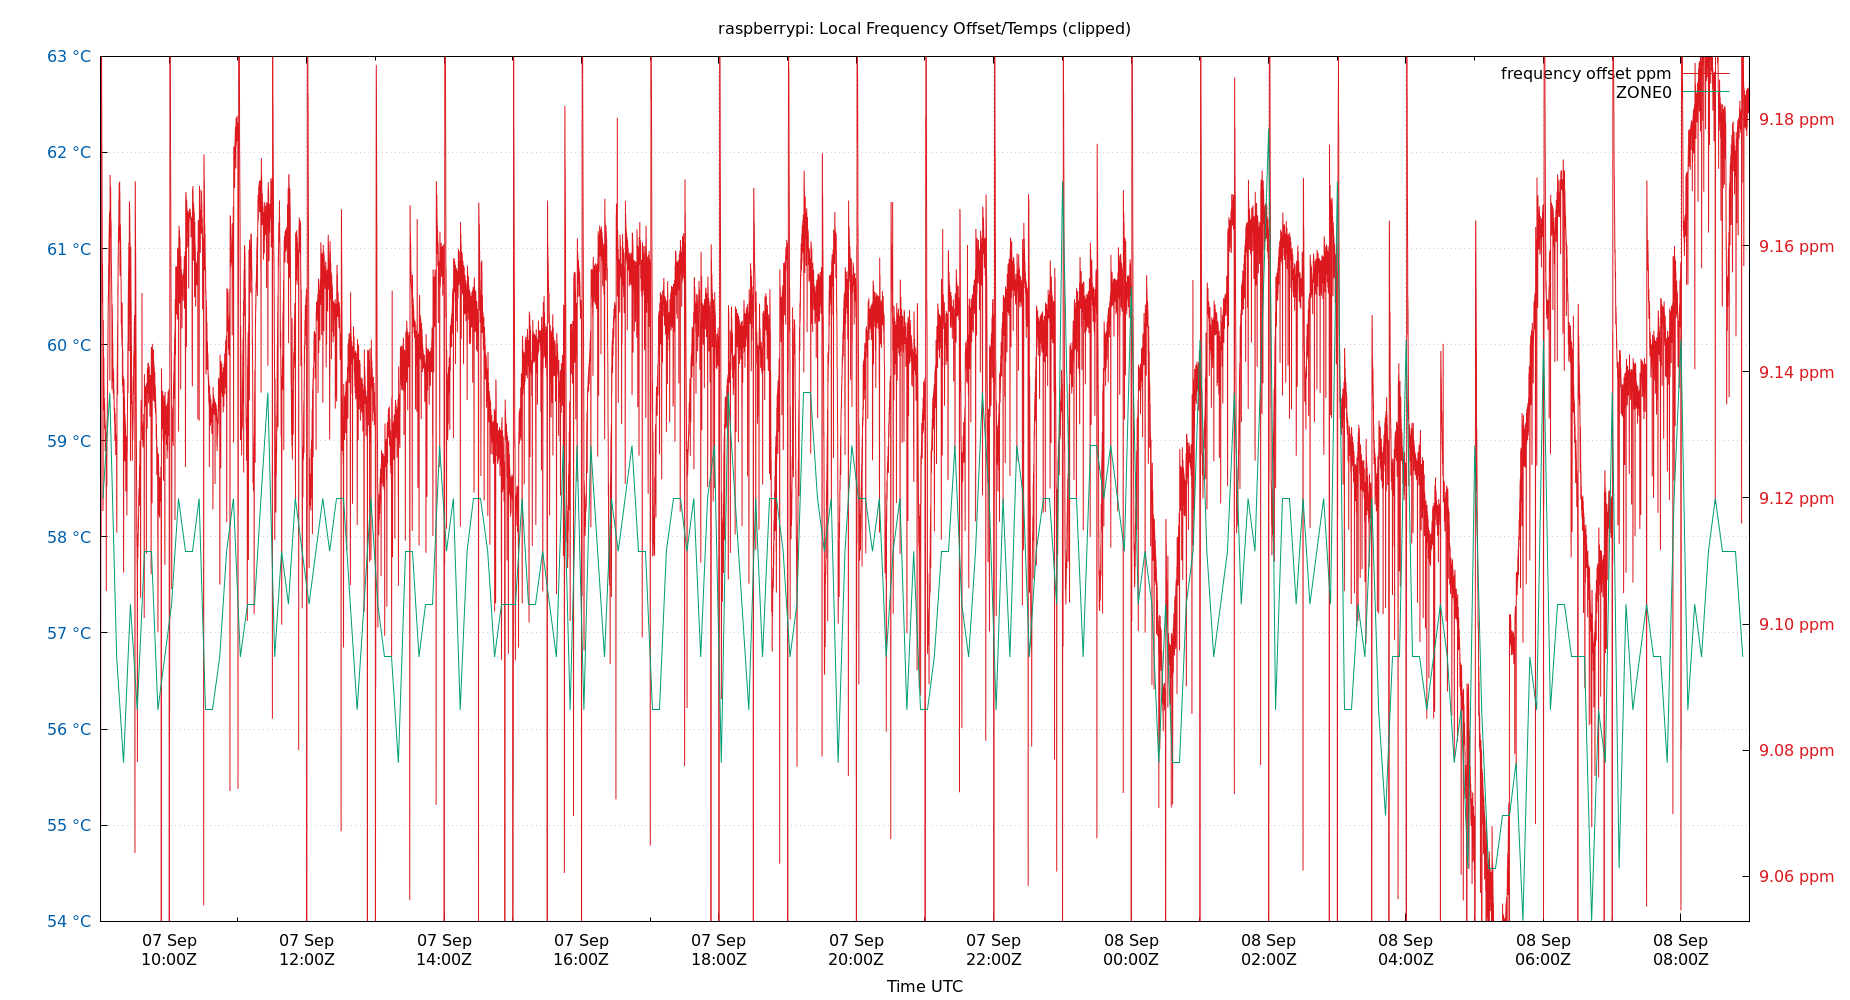 raspberrypi: Local Frequency Offset/Temps (clipped)
frequency offset ppm
ZONE0
63 °C
62 °C
61 °C
60 °C
59 °C
58 °C
57 °C
56 °C
55 °C
54 °C
9.18 ppm
9.16 ppm
9.14 ppm
9.12 ppm
9.10 ppm
9.08 ppm
9.06 ppm
07 Sep
10:00Z
07 Sep
12:00Z
07 Sep
14:00Z
07 Sep
16:00Z
07 Sep
18:00Z
07 Sep
20:00Z
07 Sep
22:00Z
08 Sep
00:00Z
08 Sep
02:00Z
08 Sep
04:00Z
08 Sep
06:00Z
08 Sep
08:00Z
Time UTC